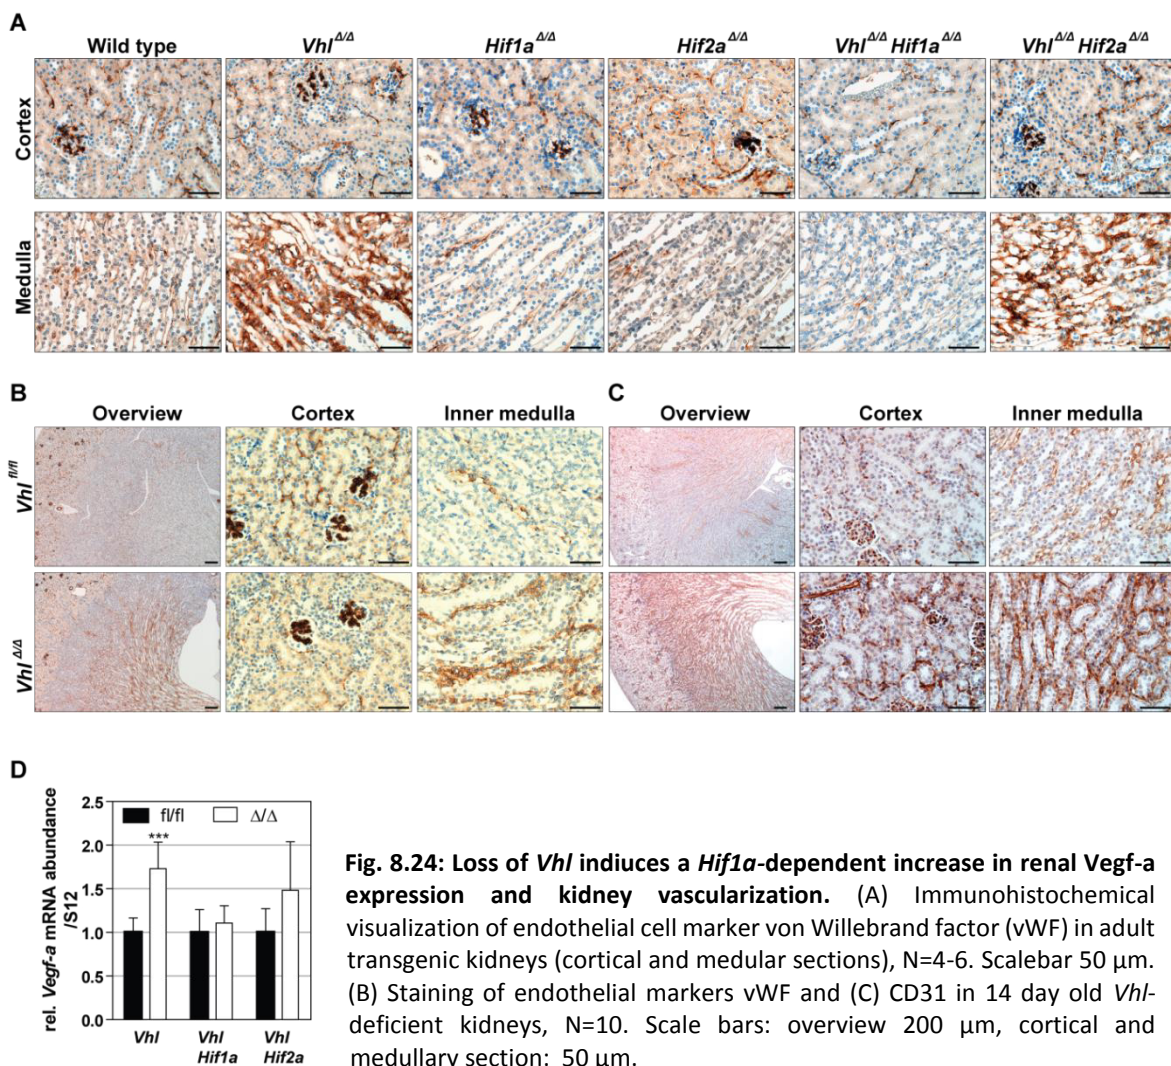 A
Wild type
Vhl Δ/Δ
Hif1a Δ/Δ
Hif2a Δ/Δ
Vhl Δ/Δ Hif1a Δ/Δ
Vhl Δ/Δ Hif2a Δ/Δ
Cortex
Medulla
B
Overview
Cortex
Inner medulla
C
Overview
Cortex
Inner medulla
Vhl fl/fl
Vhl Δ/Δ
D
rel. Vegf-a mRNA abundance
/S12
2.5
2.0
1.5
1.0
0.5
0.0
fl/fl
Δ/Δ
***
Vhl
Vhl
Hif1a
Vhl
Hif2a
Fig. 8.24: Loss of Vhl indiuces a Hif1a-dependent increase in renal Vegf-a
expression and kidney vascularization. (A) Immunohistochemical
visualization of endothelial cell marker von Willebrand factor (vWF) in adult
transgenic kidneys (cortical and medular sections), N=4-6. Scalebar 50 µm.
(B) Staining of endothelial markers vWF and (C) CD31 in 14 day old Vhl-
deficient kidneys, N=10. Scale bars: overview 200 µm, cortical and
medullary section: 50 µm.